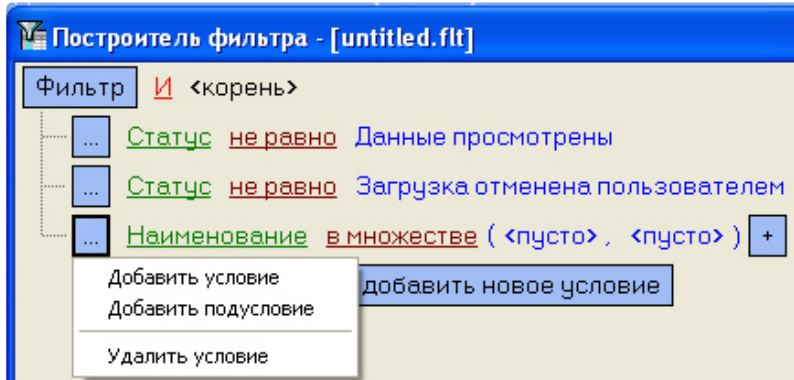 Построитель фильтра - [untitled.flt]
Фильтр И <корень>
... Статус не равно Данные просмотрены
... Статус не равно Загрузка отменена пользователем
... Наименование в множестве ( <пусто> , <пусто> ) +
Добавить условие
добавить новое условие
Добавить подусловие
Удалить условие